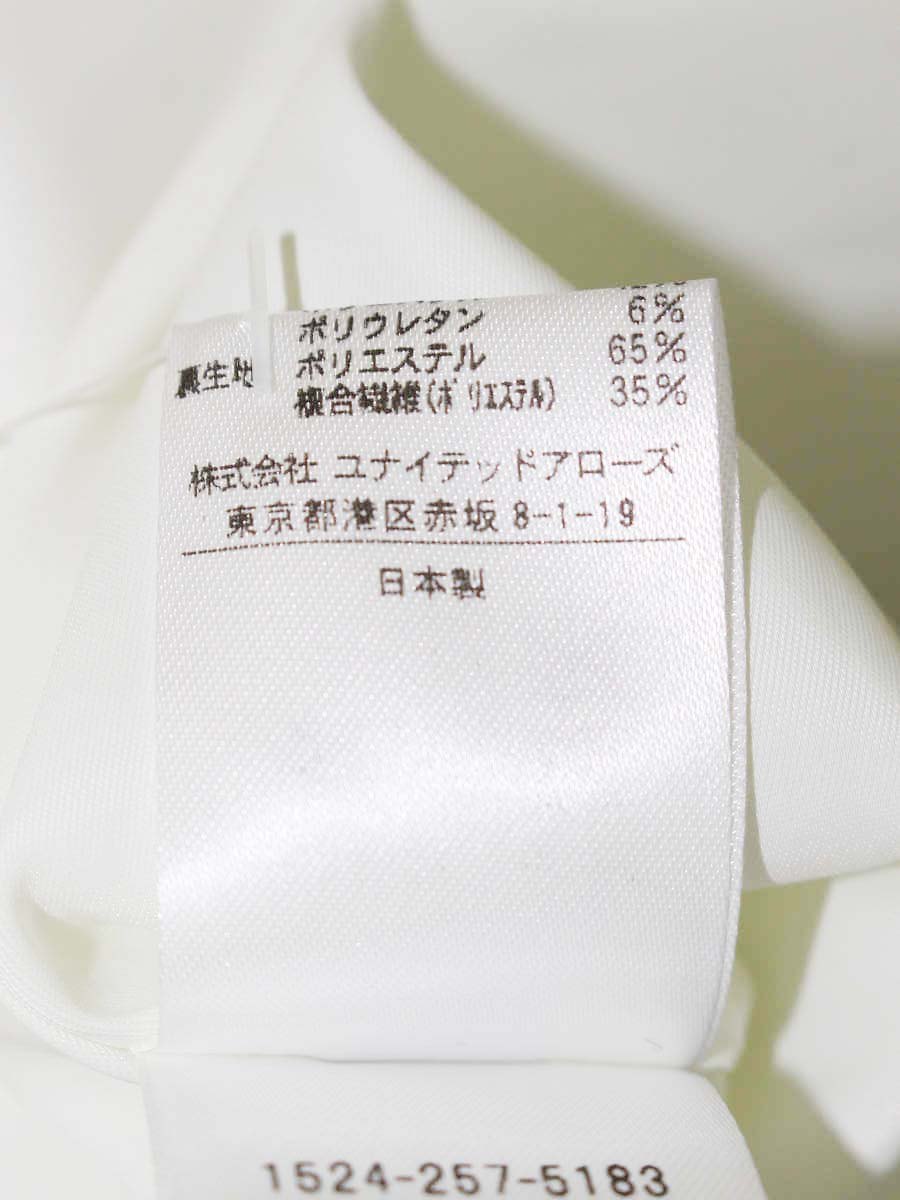 ポリウレタン 6%
裏生地 ポリエステル 65%
複合繊維(ポリエステル) 35%
株式会社 ユナイテッドアローズ
東京都港区赤坂 8-1-19
日本製
1524-257-5183